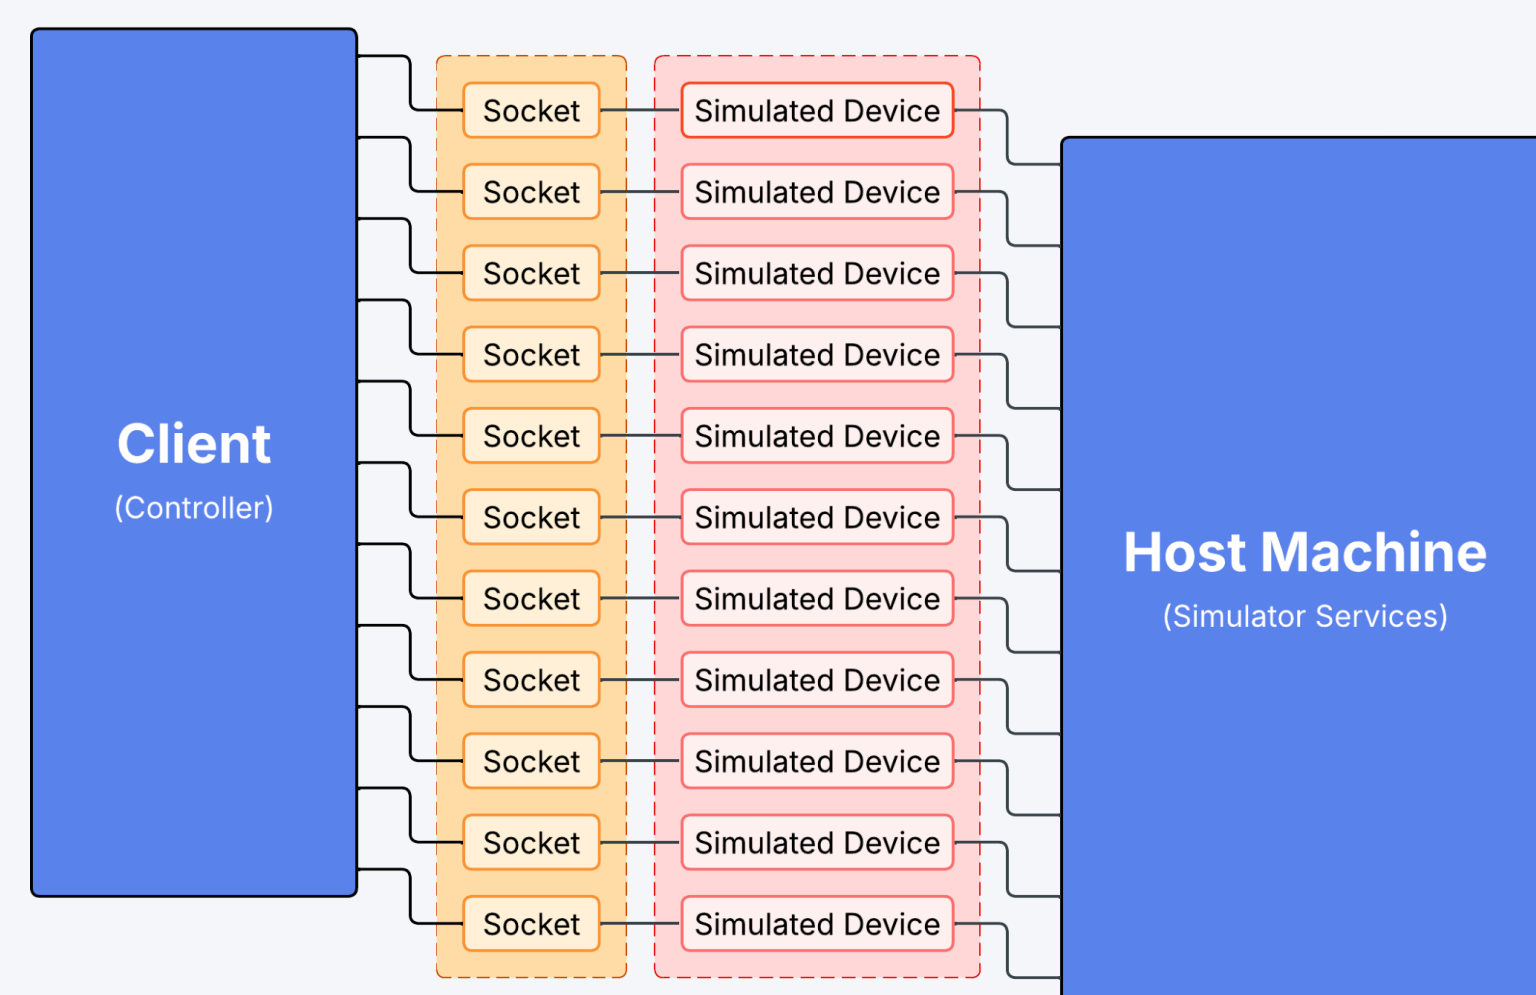 Client
(Controller)
Socket
Simulated Device
Socket
Simulated Device
Socket
Simulated Device
Socket
Simulated Device
Socket
Simulated Device
Socket
Simulated Device
Socket
Simulated Device
Socket
Simulated Device
Socket
Simulated Device
Socket
Simulated Device
Socket
Simulated Device
Host Machine
(Simulator Services)